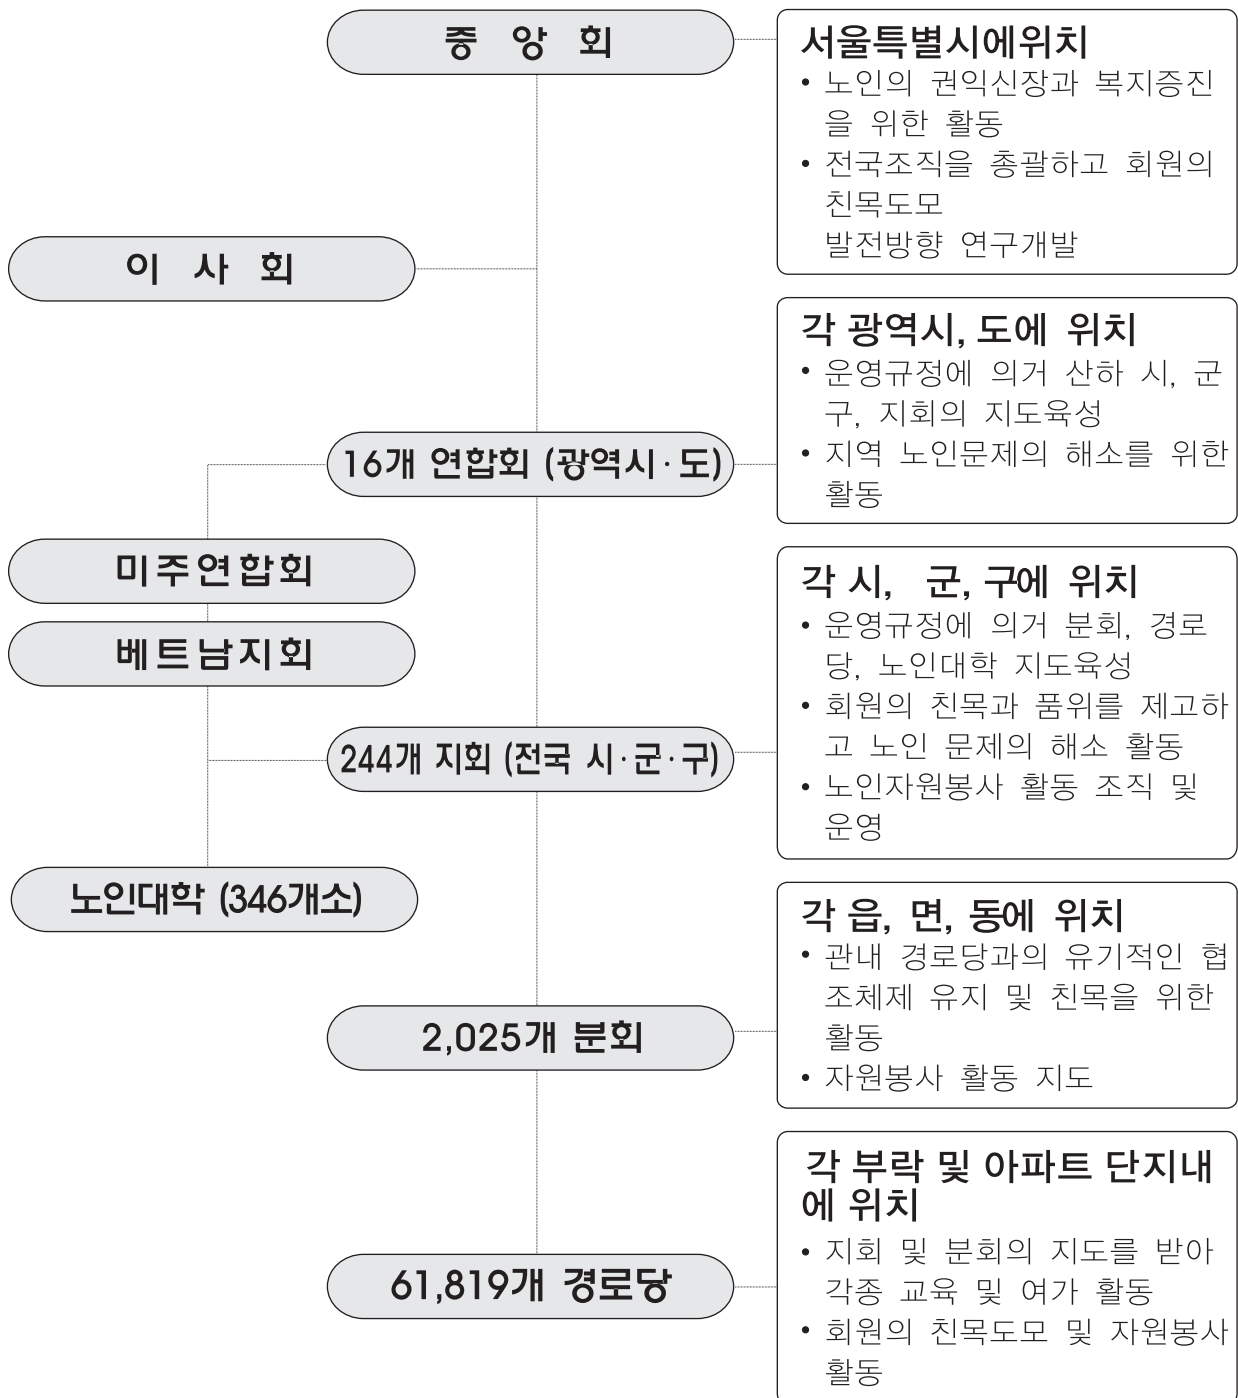 중 앙 회
서울특별시에위치
• 노인의 권익신장과 복지증진
을 위한 활동
• 전국조직을 총괄하고 회원의
친목도모
발전방향 연구개발
이 사 회
각 광역시, 도에 위치
• 운영규정에 의거 산하 시, 군
구, 지회의 지도육성
• 지역 노인문제의 해소를 위한
활동
16개 연합회 (광역시·도)
미주연합회
베트남지회
각 시, 군, 구에 위치
• 운영규정에 의거 분회, 경로
당, 노인대학 지도육성
• 회원의 친목과 품위를 제고하
고 노인 문제의 해소 활동
• 노인자원봉사 활동 조직 및
운영
244개 지회 (전국 시·군·구)
노인대학 (346개소)
각 읍, 면, 동에 위치
• 관내 경로당과의 유기적인 협
조체제 유지 및 친목을 위한
활동
• 자원봉사 활동 지도
2,025개 분회
각 부락 및 아파트 단지내
에 위치
• 지회 및 분회의 지도를 받아
각종 교육 및 여가 활동
• 회원의 친목도모 및 자원봉사
활동
61,819개 경로당